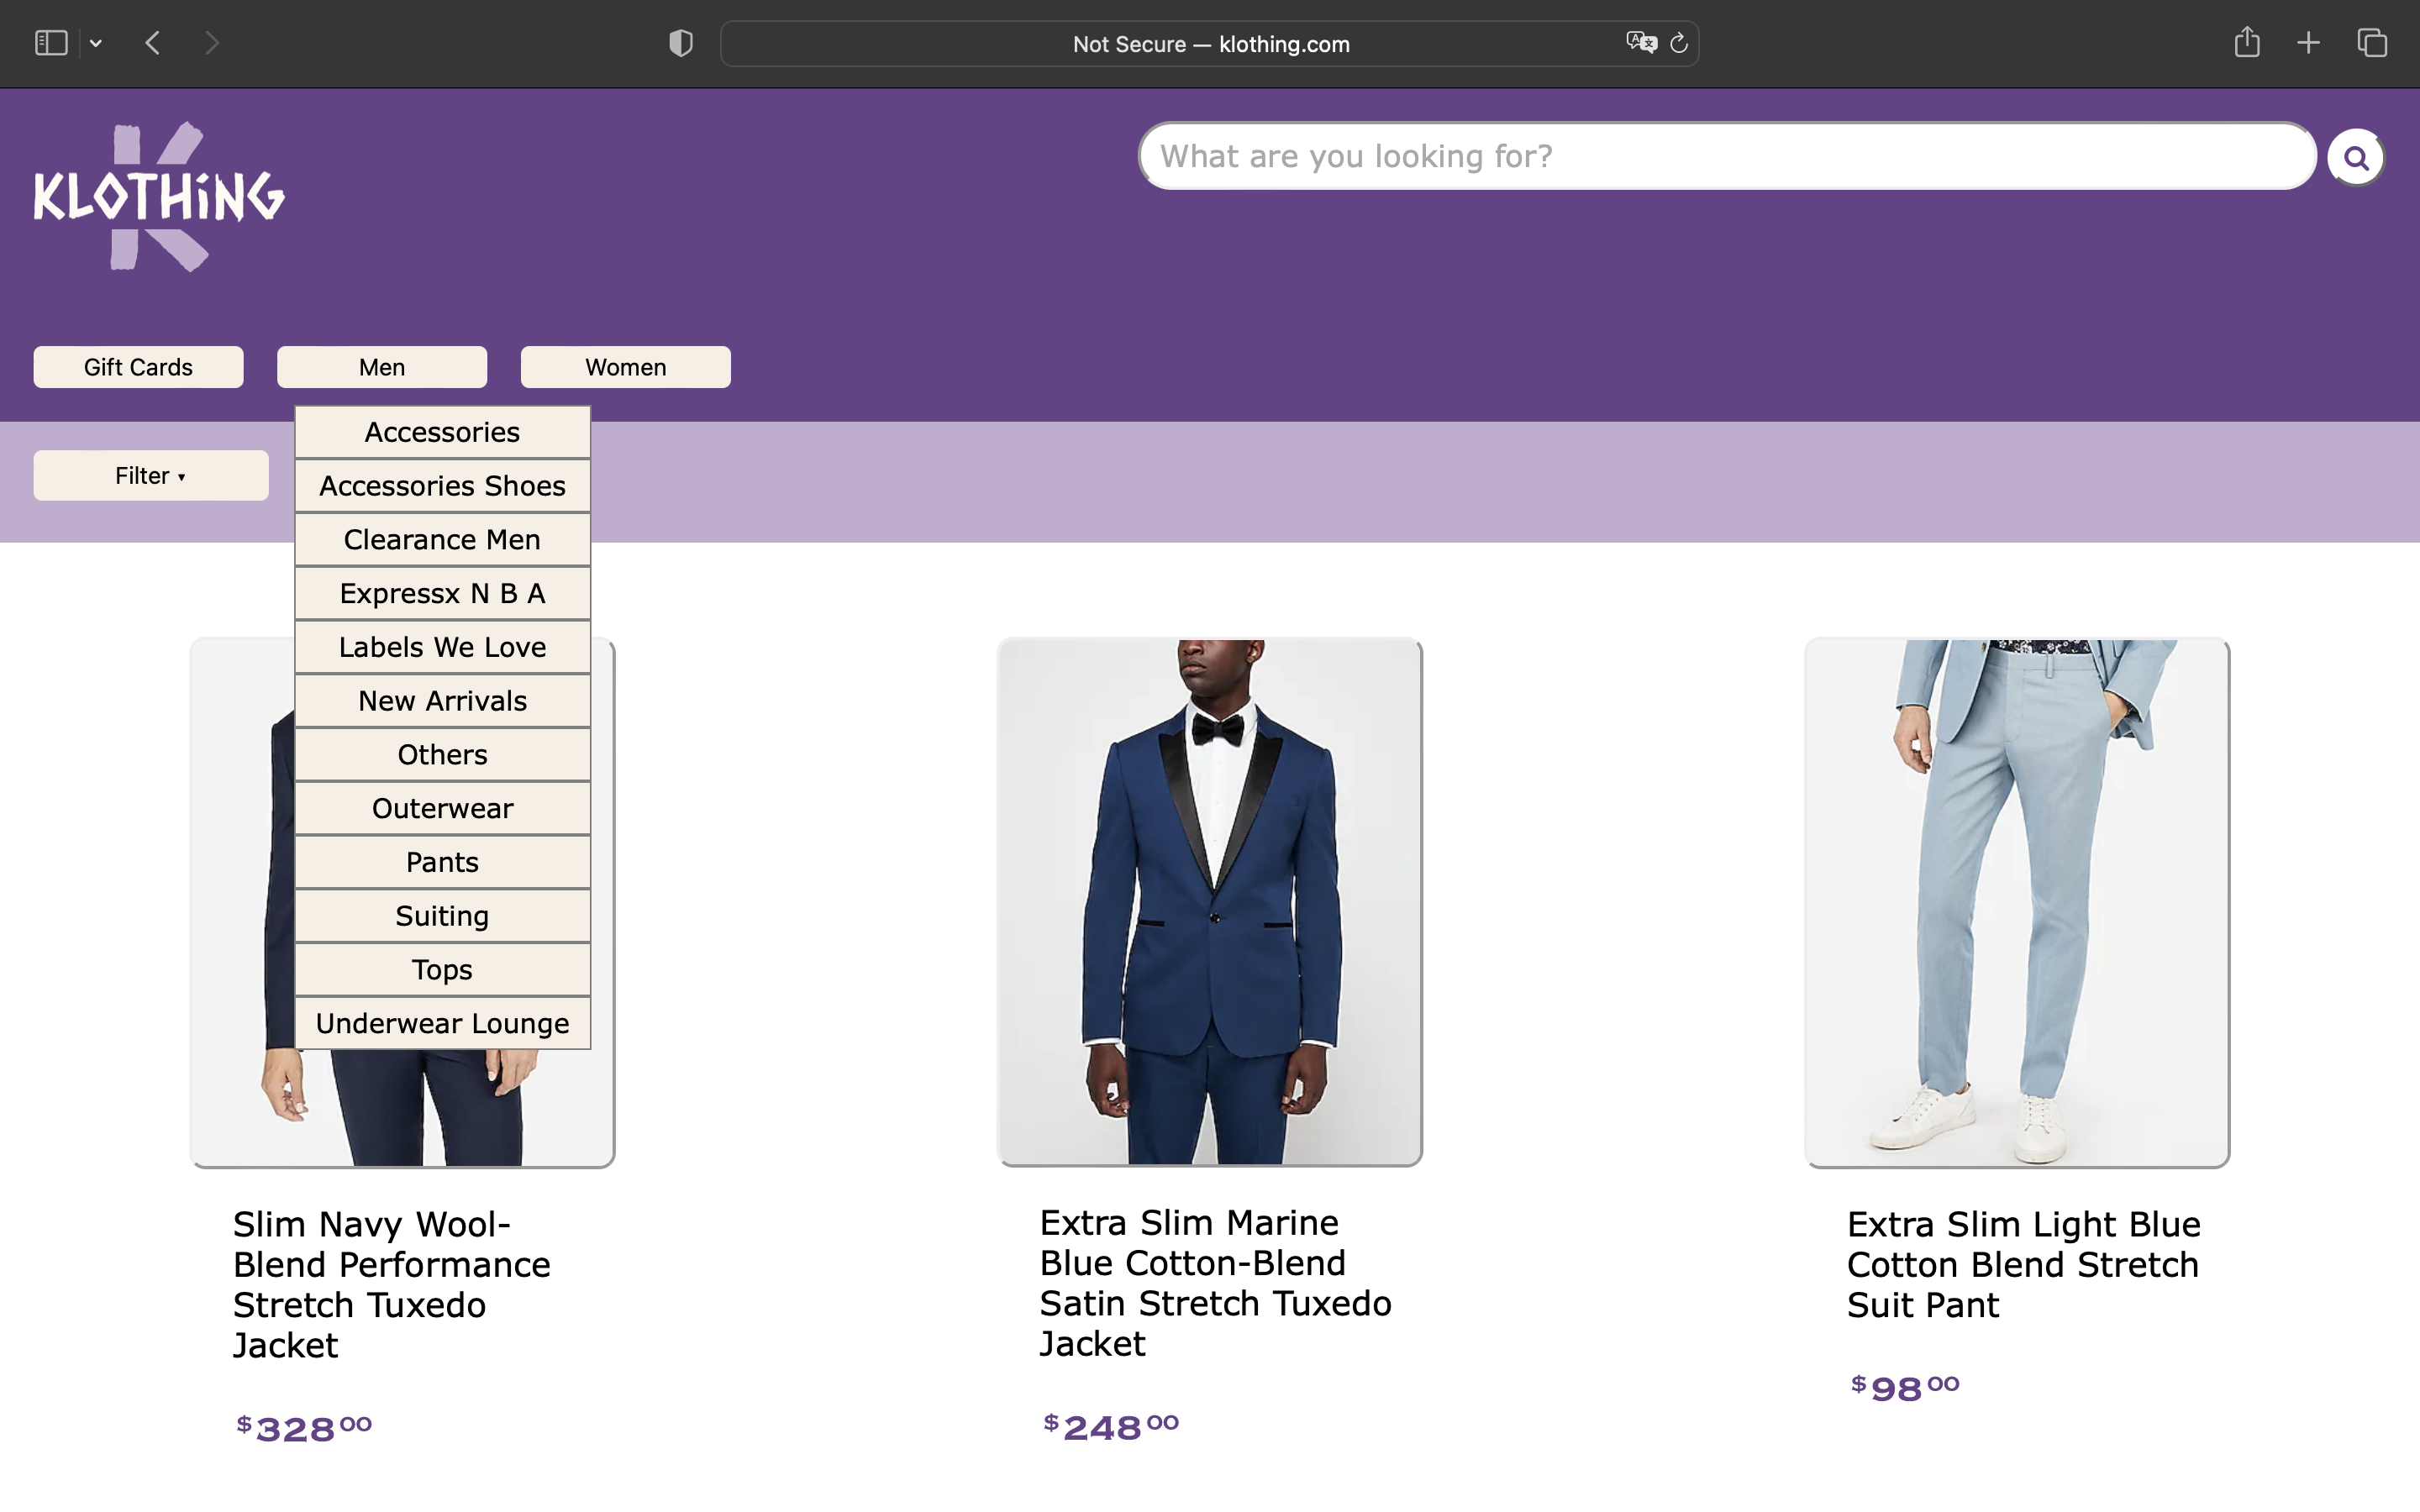 Not Secure — klothing.com
KLOTHiNG
What are you looking for?
Gift Cards
Men
Women
Accessories
Accessories Shoes
Clearance Men
Expressx N B A
Labels We Love
New Arrivals
Others
Outerwear
Pants
Suiting
Tops
Underwear Lounge
Filter ▾
Slim Navy Wool-
Blend Performance
Stretch Tuxedo
Jacket
$328 00
Extra Slim Marine
Blue Cotton-Blend
Satin Stretch Tuxedo
Jacket
$248 00
Extra Slim Light Blue
Cotton Blend Stretch
Suit Pant
$98 00